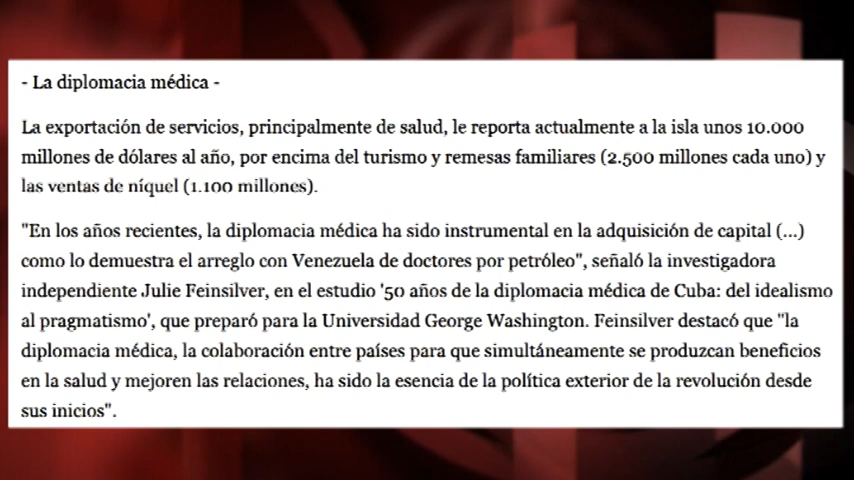 - La diplomacia médica -
La exportación de servicios, principalmente de salud, le reporta actualmente a la isla unos 10.000
millones de dólares al año, por encima del turismo y remesas familiares (2.500 millones cada uno) y
las ventas de níquel (1.100 millones).
"En los años recientes, la diplomacia médica ha sido instrumental en la adquisición de capital (...)
como lo demuestra el arreglo con Venezuela de doctores por petróleo", señaló la investigadora
independiente Julie Feinsilver, en el estudio '50 años de la diplomacia médica de Cuba: del idealismo
al pragmatismo', que preparó para la Universidad George Washington. Feinsilver destacó que "la
diplomacia médica, la colaboración entre países para que simultáneamente se produzcan beneficios
en la salud y mejoren las relaciones, ha sido la esencia de la política exterior de la revolución desde
sus inicios".